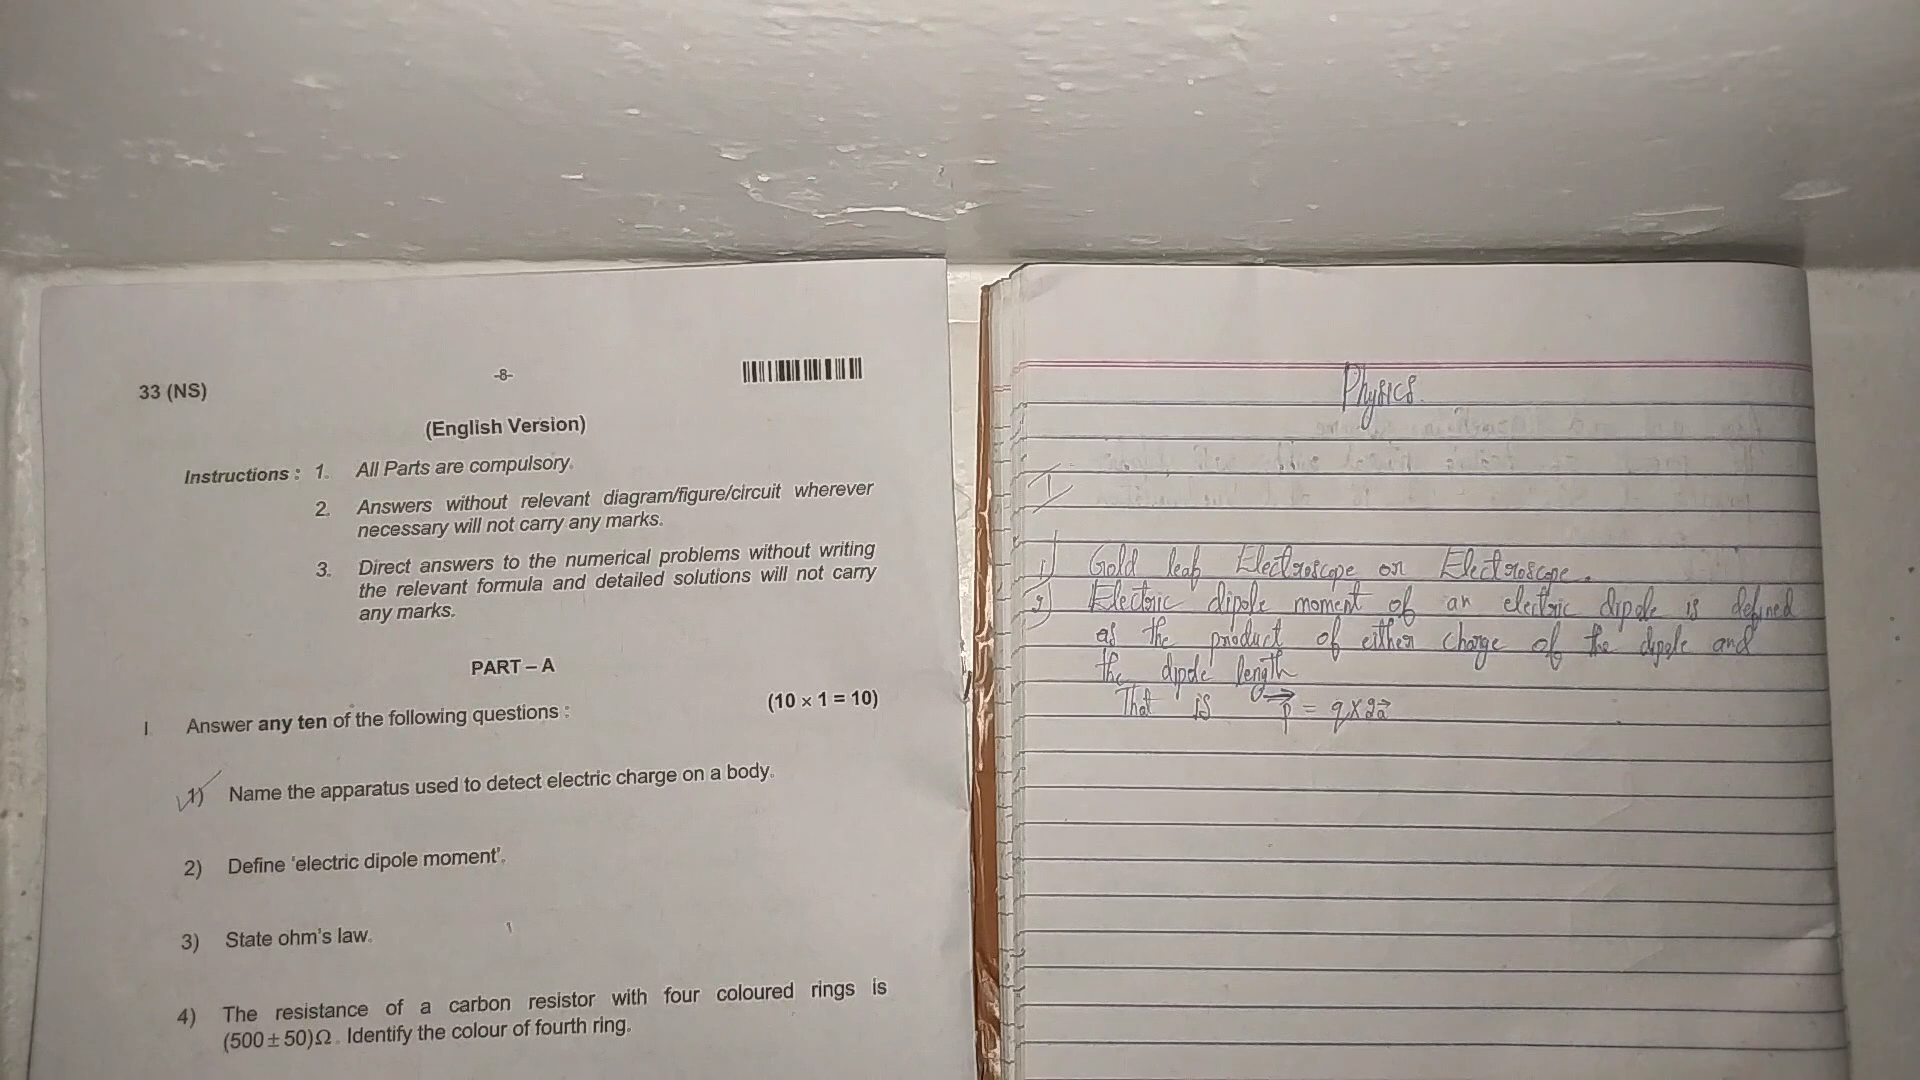 33 (NS)
-8-
(English Version)
Instructions : 1. All Parts are compulsory.
2. Answers without relevant diagram/figure/circuit wherever
necessary will not carry any marks.
3. Direct answers to the numerical problems without writing
the relevant formula and detailed solutions will not carry
any marks.
PART – A
(10 × 1 = 10)
I. Answer any ten of the following questions :
1) Name the apparatus used to detect electric charge on a body.
2) Define 'electric dipole moment'.
3) State ohm's law.
4) The resistance of a carbon resistor with four coloured rings is
(500 ± 50)Ω. Identify the colour of fourth ring.
Physics.
I
1) Gold leaf Electroscope or Electroscope.
2) Electric dipole moment of an electric dipole is defined
as the product of either charge of the dipole and
the dipole length
That is p⃗ = q×2a⃗